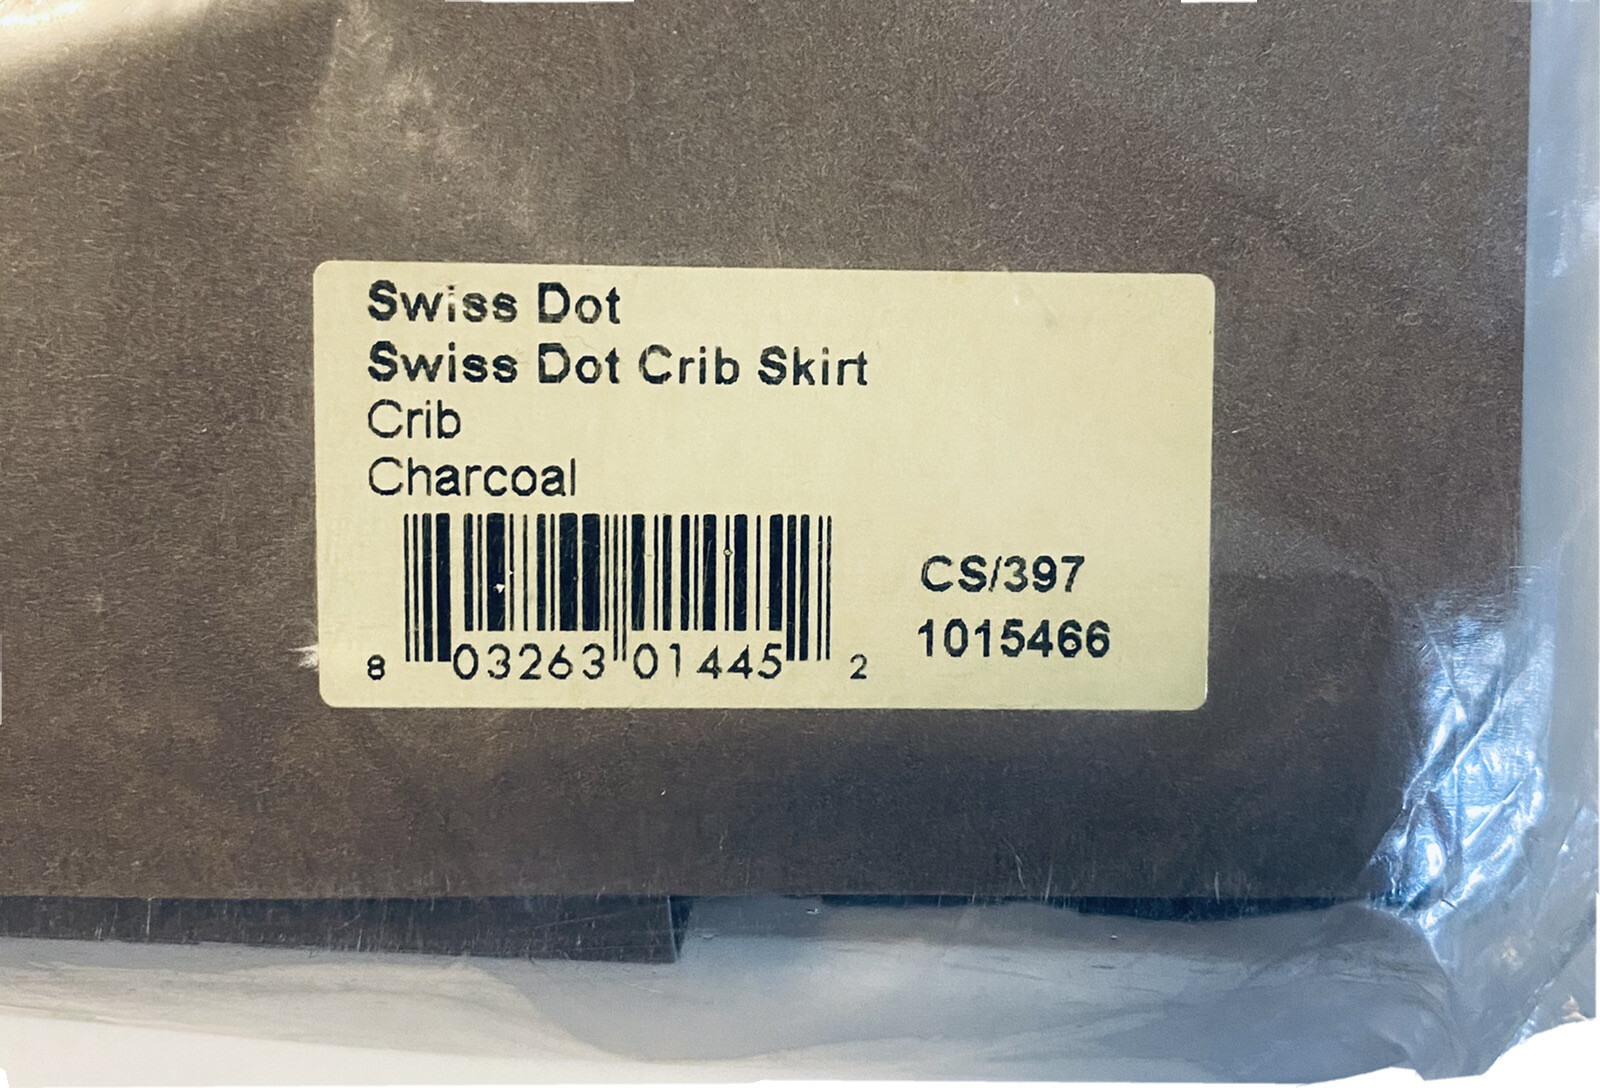 Swiss Dot
Swiss Dot Crib Skirt
Crib
Charcoal
CS/397
1015466
8 03263 01445 2